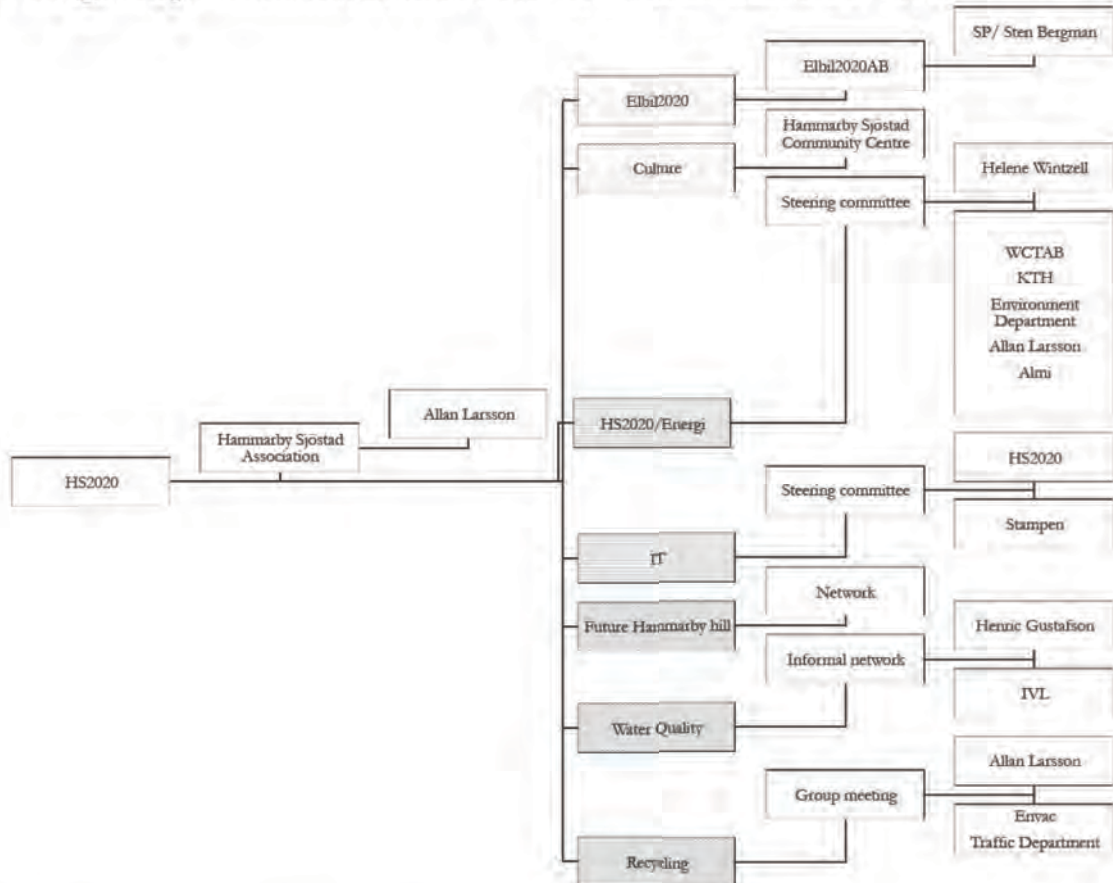 SP/ Sten Bergman
Elbil2020AB
Elbil2020
Hammarby Sjöstad
Community Centre
Culture
Helene Wintzell
Steering committee
WCTAB
KTH
Environment
Department
Allan Larsson
Almi
Allan Larsson
HS2020/Energi
Hammarby Sjöstad
Association
HS2020
HS2020
Steering committee
Stampen
IT
Network
Future Hammarby hill
Henric Gustafson
Informal network
IVL
Water Quality
Allan Larsson
Group meeting
Envac
Traffic Department
Recycling